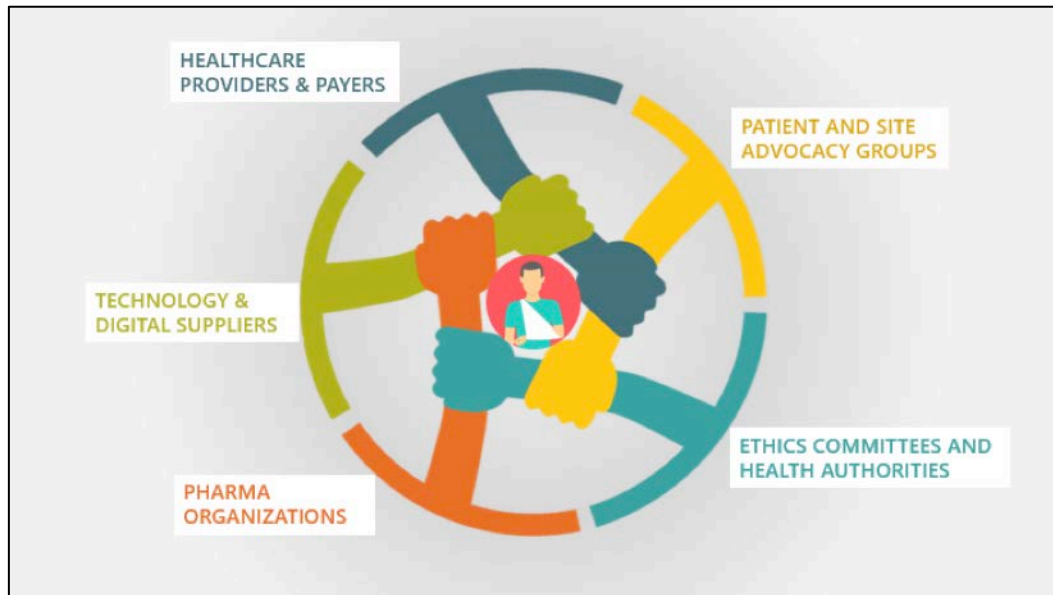 HEALTHCARE
PROVIDERS & PAYERS
PATIENT AND SITE
ADVOCACY GROUPS
TECHNOLOGY &
DIGITAL SUPPLIERS
ETHICS COMMITTEES AND
HEALTH AUTHORITIES
PHARMA
ORGANIZATIONS